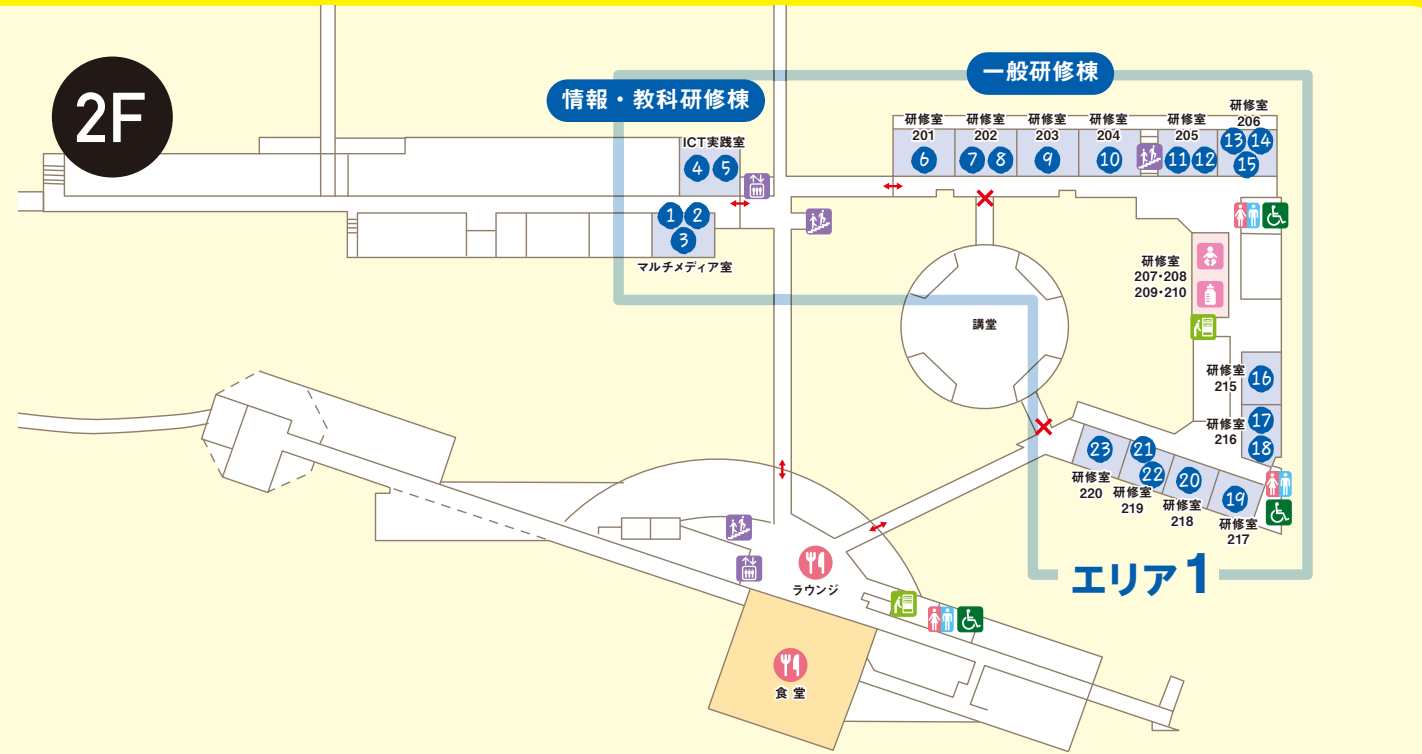 2F
情報・教科研修棟
一般研修棟
ICT実践室
4 5
1 2
3
マルチメディア室
研修室
201
6
研修室
202
7 8
研修室
203
9
研修室
204
10
研修室
205
11 12
研修室
206
13 14
15
研修室
207・208
209・210
講堂
研修室
215
16
研修室
216
17
18
23
研修室
220
21
22
研修室
219
20
研修室
218
19
研修室
217
エリア1
ラウンジ
食堂